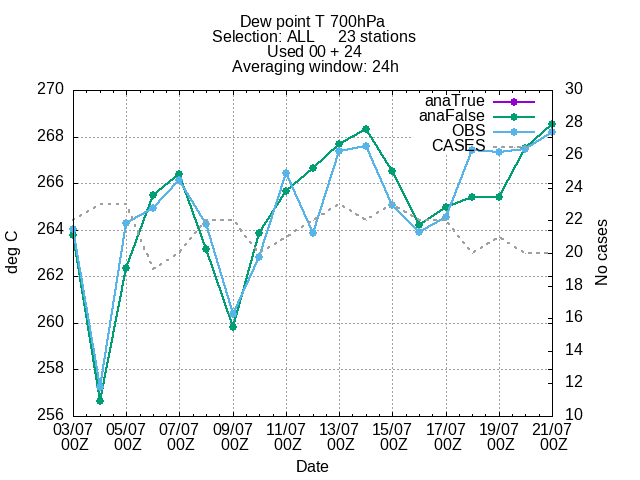 Dew point T 700hPa
Selection: ALL 23 stations
Used 00 + 24
Averaging window: 24h
270
268
266
264
262
260
258
256
deg C
30
28
26
24
22
20
18
16
14
12
10
No cases
anaTrue
anaFalse
OBS
CASES
03/07 05/07 07/07 09/07 11/07 13/07 15/07 17/07 19/07 21/07
00Z 00Z 00Z 00Z 00Z 00Z 00Z 00Z 00Z 00Z
Date